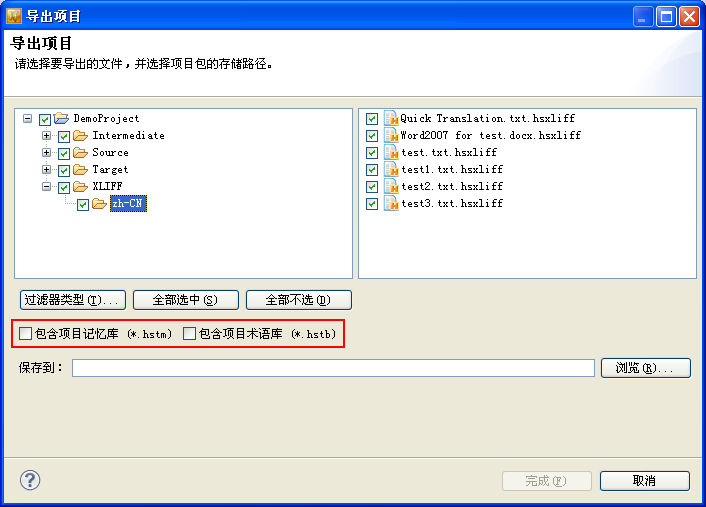 导出项目
导出项目
请选择要导出的文件，并选择项目包的存储路径。
DemoProject
Intermediate
Source
Target
XLIFF
zh-CN
Quick Translation.txt.hsxliff
Word2007 for test.docx.hsxliff
test.txt.hsxliff
test1.txt.hsxliff
test2.txt.hsxliff
test3.txt.hsxliff
过滤器类型(T)... 全部选中(S) 全部不选(D)
包含项目记忆库 (*.hstm) 包含项目术语库 (*.hstb)
保存到： 浏览(R)...
完成(F) 取消